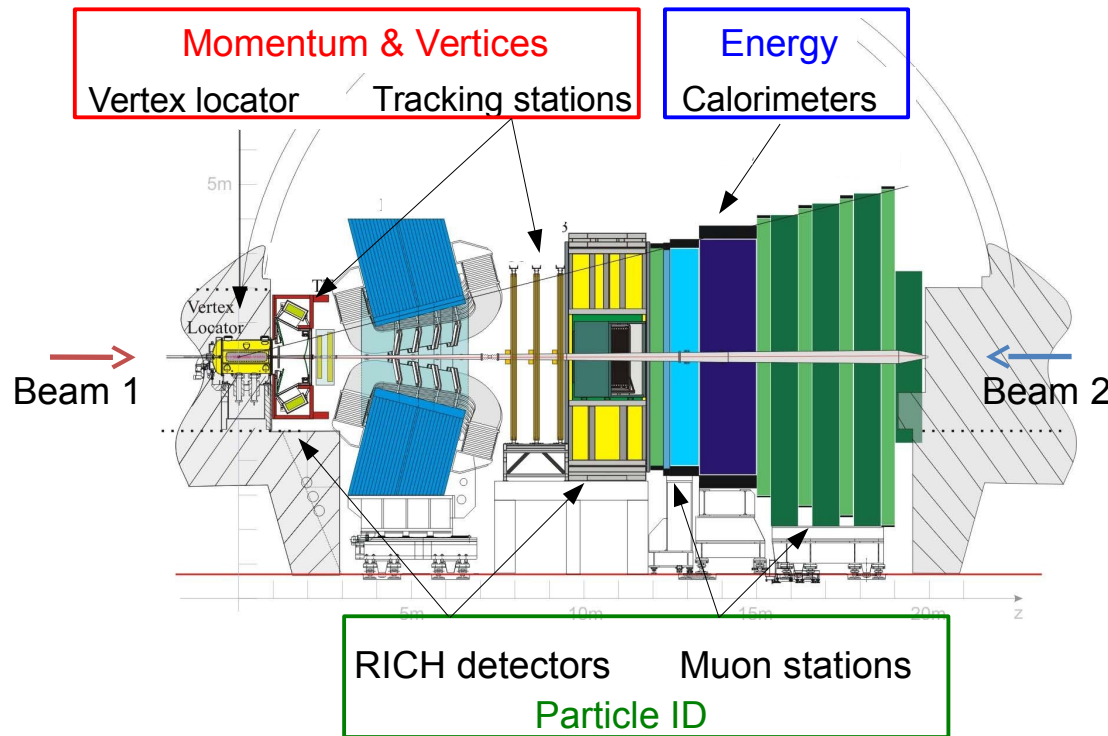 Momentum & Vertices
Energy
Vertex locator
Tracking stations
Calorimeters
5m
3
T
Vertex
Locator
Beam 1
Beam 2
5m
10m
15m
20m
z
RICH detectors
Muon stations
Particle ID